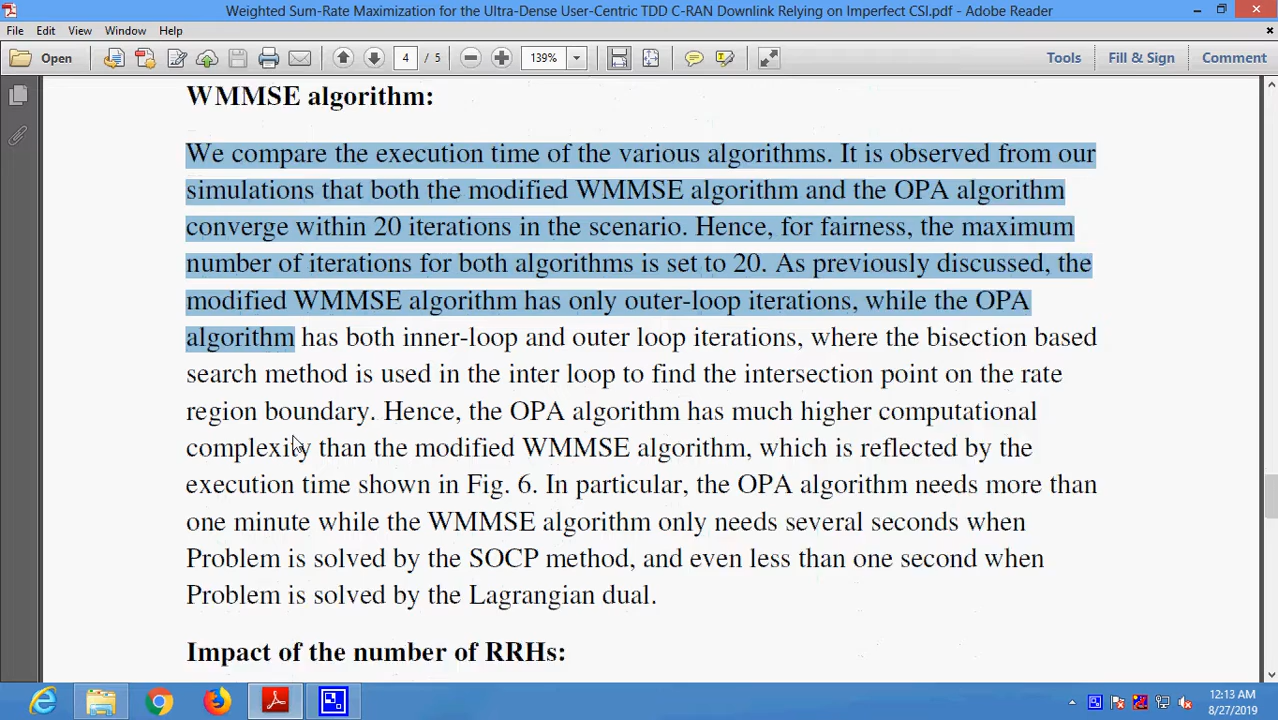 Weighted Sum-Rate Maximization for the Ultra-Dense User-Centric TDD C-RAN Downlink Relying on Imperfect CSI.pdf - Adobe Reader
File Edit View Window Help
Open 4 / 5 139% Tools Fill & Sign Comment
WMMSE algorithm:
We compare the execution time of the various algorithms. It is observed from our
simulations that both the modified WMMSE algorithm and the OPA algorithm
converge within 20 iterations in the scenario. Hence, for fairness, the maximum
number of iterations for both algorithms is set to 20. As previously discussed, the
modified WMMSE algorithm has only outer-loop iterations, while the OPA
algorithm has both inner-loop and outer loop iterations, where the bisection based
search method is used in the inter loop to find the intersection point on the rate
region boundary. Hence, the OPA algorithm has much higher computational
complexity than the modified WMMSE algorithm, which is reflected by the
execution time shown in Fig. 6. In particular, the OPA algorithm needs more than
one minute while the WMMSE algorithm only needs several seconds when
Problem is solved by the SOCP method, and even less than one second when
Problem is solved by the Lagrangian dual.
Impact of the number of RRHs:
12:13 AM
8/27/2019